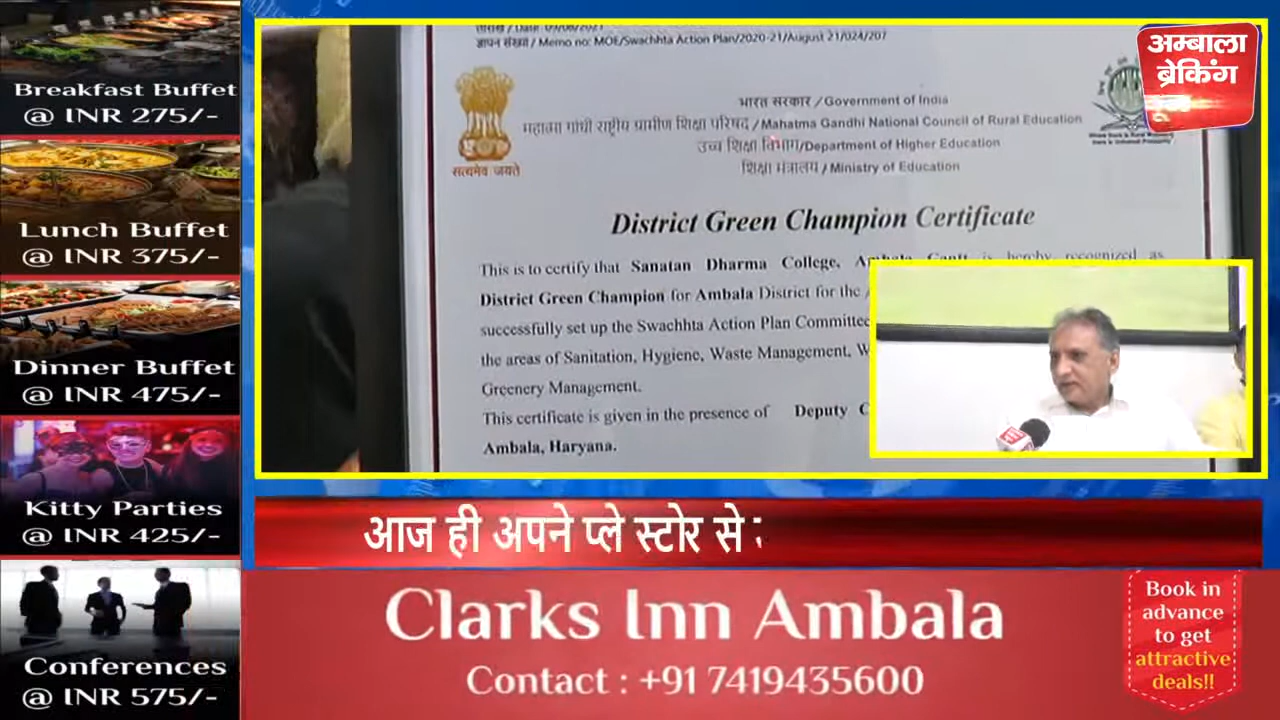 Breakfast Buffet
@ INR 275/-
Lunch Buffet
@ INR 375/-
Dinner Buffet
@ INR 475/-
Kitty Parties
@ INR 425/-
Conferences
@ INR 575/-
तारीख / Date: 09/08/2021
ज्ञापन संख्या / Memo no: MOE/Swachhta Action Plan/2020-21/August 21/024/207
सत्यमेव जयते
भारत सरकार / Government of India
महात्मा गांधी राष्ट्रीय ग्रामीण शिक्षा परिषद / Mahatma Gandhi National Council of Rural Education
उच्च शिक्षा विभाग/Department of Higher Education
शिक्षा मंत्रालय / Ministry of Education
District Green Champion Certificate
This is to certify that Sanatan Dharma College, Ambala Cantt is hereby recognized as
District Green Champion for Ambala District for the
successfully set up the Swachhta Action Plan Committee
the areas of Sanitation, Hygiene, Waste Management, W
Greenery Management.
This certificate is given in the presence of Deputy C
Ambala, Haryana.
अम्बाला
ब्रेकिंग
आज ही अपने प्ले स्टोर से
Clarks Inn Ambala
Contact : +91 7419435600
Book in
advance
to get
attractive
deals!!